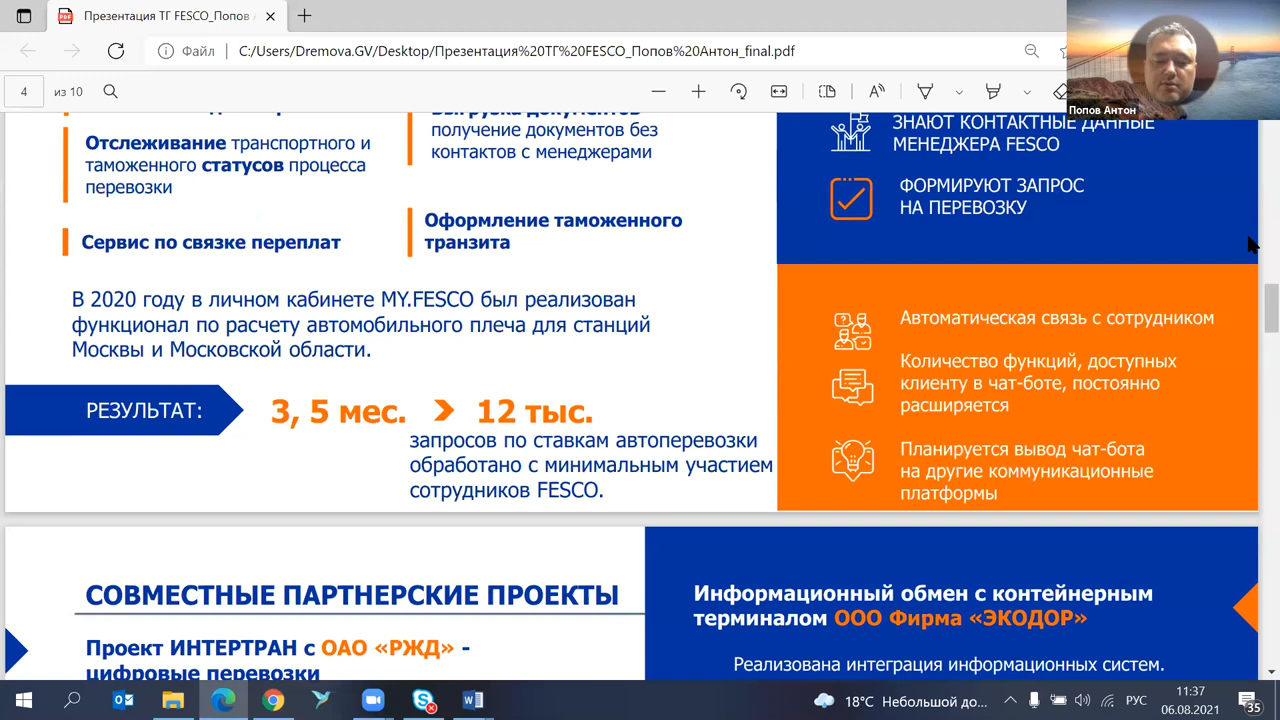 Презентация ТГ FESCO_Попов
Файл
C:/Users/Dremova.GV/Desktop/Презентация%20ТГ%20FESCO_Попов%20Антон_final.pdf
4 из 10
Попов Антон
Отслеживание транспортного и
таможенного статусов процесса
перевозки
Сервис по связке переплат
Выгрузка документов
получение документов без
контактов с менеджерами
Оформление таможенного
транзита
В 2020 году в личном кабинете MY.FESCO был реализован
функционал по расчету автомобильного плеча для станций
Москвы и Московской области.
РЕЗУЛЬТАТ:
3, 5 мес. > 12 тыс.
запросов по ставкам автоперевозки
обработано с минимальным участием
сотрудников FESCO.
ЗНАЮТ КОНТАКТНЫЕ ДАННЫЕ
МЕНЕДЖЕРА FESCO
ФОРМИРУЮТ ЗАПРОС
НА ПЕРЕВОЗКУ
Автоматическая связь с сотрудником
Количество функций, доступных
клиенту в чат-боте, постоянно
расширяется
Планируется вывод чат-бота
на другие коммуникационные
платформы
СОВМЕСТНЫЕ ПАРТНЕРСКИЕ ПРОЕКТЫ
Проект ИНТЕРТРАН с ОАО «РЖД» -
цифровые перевозки
Информационный обмен с контейнерным
терминалом ООО Фирма «ЭКОДОР»
Реализована интеграция информационных систем.
18°C Небольшой до...
РУС
11:37
06.08.2021
35